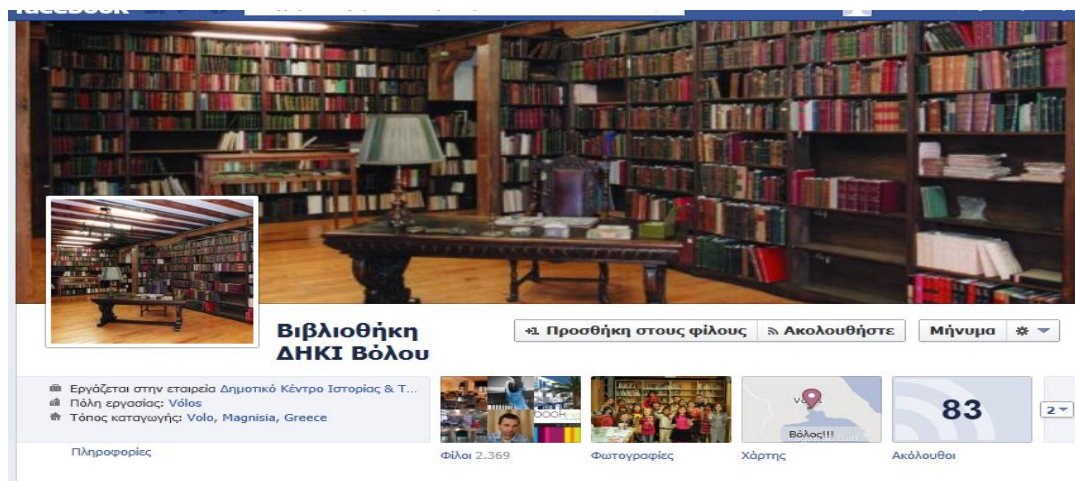 facebook
Βιβλιοθήκη
ΔΗΚΙ Βόλου
Προσθήκη στους φίλους
Ακολουθήστε
Μήνυμα
Εργάζεται στην εταιρεία Δημοτικό Κέντρο Ιστορίας & Τ...
Πόλη εργασίας: Vólos
Τόπος καταγωγής: Volo, Magnisia, Greece
Πληροφορίες
Βόλος!!!
83
2
Φίλοι 2.369
Φωτογραφίες
Χάρτης
Ακόλουθοι